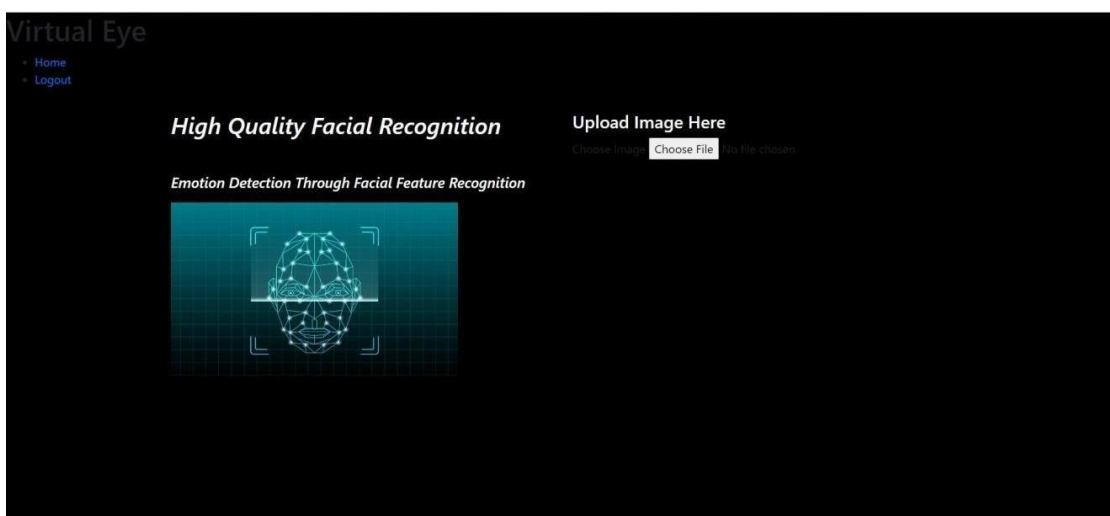 Virtual Eye
Home
Logout
High Quality Facial Recognition
Upload Image Here
Choose Image Choose File No file chosen
Emotion Detection Through Facial Feature Recognition